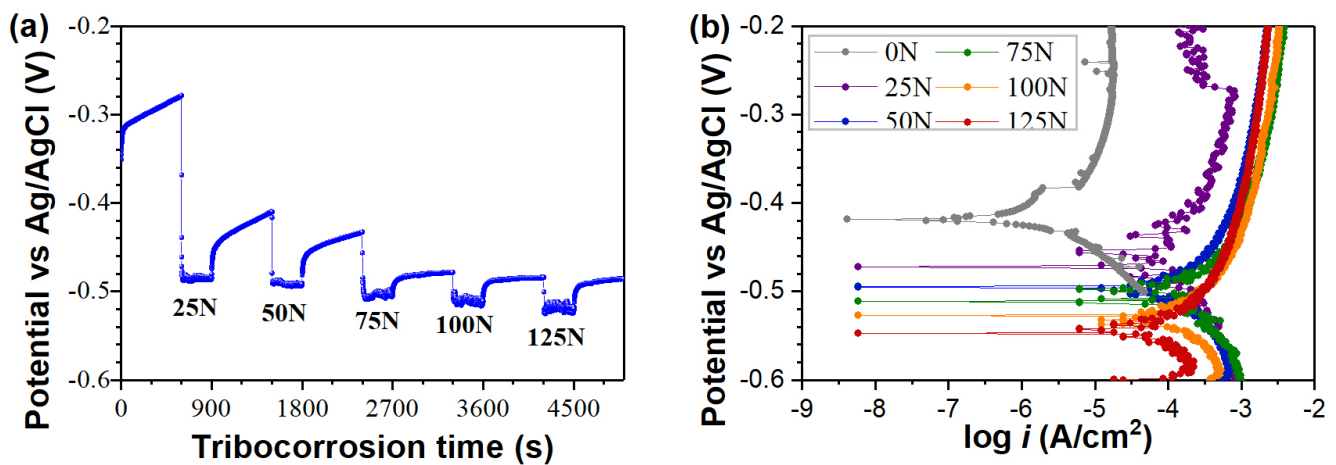 (a)
-0.2
-0.3
-0.4
-0.5
-0.6
Potential vs Ag/AgCl (V)
25N
50N
75N
100N
125N
0 900 1800 2700 3600 4500
Tribocorrosion time (s)
(b)
-0.2
-0.3
-0.4
-0.5
-0.6
Potential vs Ag/AgCl (V)
0N 75N
25N 100N
50N 125N
-9 -8 -7 -6 -5 -4 -3 -2
log i (A/cm²)